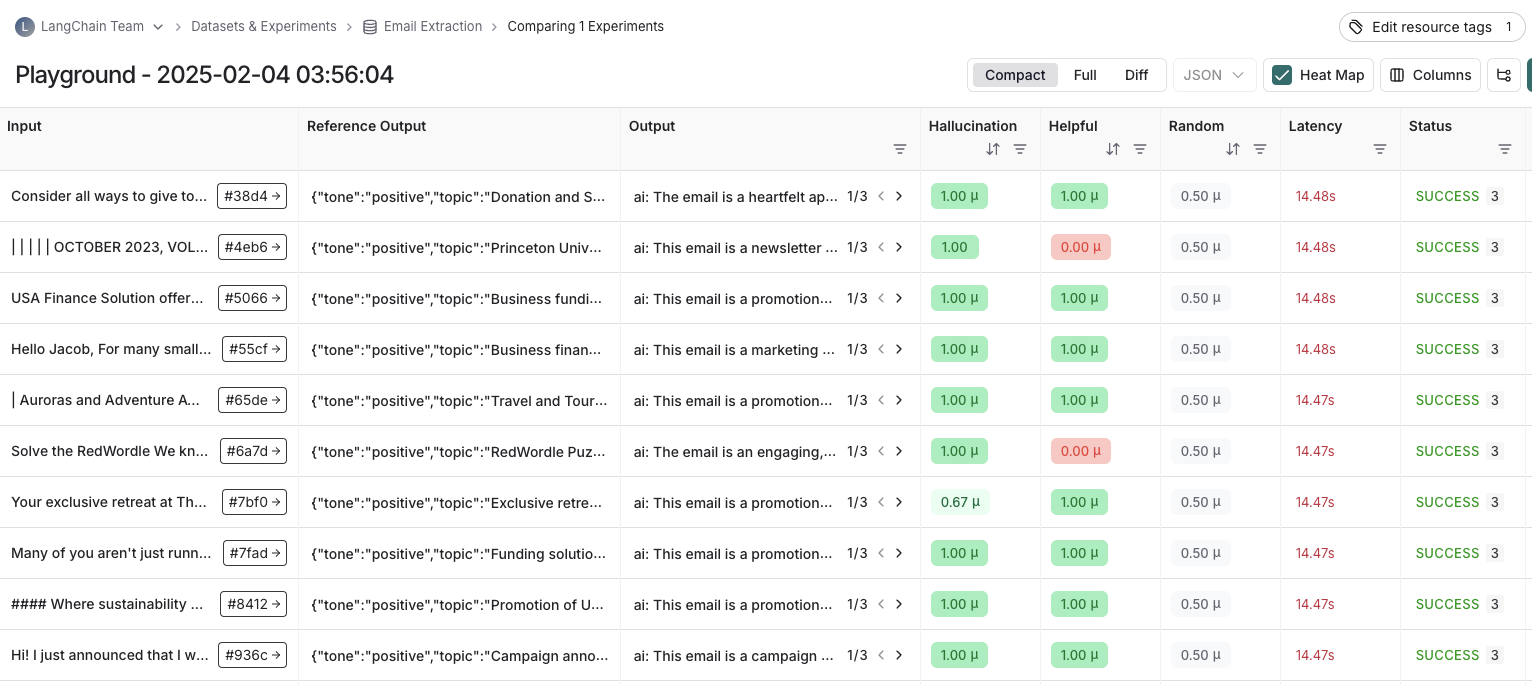 L LangChain Team > Datasets & Experiments > Email Extraction > Comparing 1 Experiments Edit resource tags 1
Playground - 2025-02-04 03:56:04 Compact Full Diff JSON Heat Map Columns
Input Reference Output Output Hallucination Helpful Random Latency Status
Consider all ways to give to... #38d4 → {"tone":"positive","topic":"Donation and S... ai: The email is a heartfelt ap... 1/3 < > 1.00 μ 1.00 μ 0.50 μ 14.48s SUCCESS 3
| | | | | OCTOBER 2023, VOL... #4eb6 → {"tone":"positive","topic":"Princeton Univ... ai: This email is a newsletter ... 1/3 < > 1.00 0.00 μ 0.50 μ 14.48s SUCCESS 3
USA Finance Solution offer... #5066 → {"tone":"positive","topic":"Business fundi... ai: This email is a promotion... 1/3 < > 1.00 μ 1.00 μ 0.50 μ 14.48s SUCCESS 3
Hello Jacob, For many small... #55cf → {"tone":"positive","topic":"Business finan... ai: This email is a marketing ... 1/3 < > 1.00 μ 1.00 μ 0.50 μ 14.48s SUCCESS 3
| Auroras and Adventure A... #65de → {"tone":"positive","topic":"Travel and Tour... ai: This email is a promotion... 1/3 < > 1.00 μ 1.00 μ 0.50 μ 14.47s SUCCESS 3
Solve the RedWordle We kn... #6a7d → {"tone":"positive","topic":"RedWordle Puz... ai: The email is an engaging,... 1/3 < > 1.00 μ 0.00 μ 0.50 μ 14.47s SUCCESS 3
Your exclusive retreat at Th... #7bf0 → {"tone":"positive","topic":"Exclusive retre... ai: This email is a promotion... 1/3 < > 0.67 μ 1.00 μ 0.50 μ 14.47s SUCCESS 3
Many of you aren't just runn... #7fad → {"tone":"positive","topic":"Funding solutio... ai: This email is a promotion... 1/3 < > 1.00 μ 1.00 μ 0.50 μ 14.47s SUCCESS 3
#### Where sustainability ... #8412 → {"tone":"positive","topic":"Promotion of U... ai: This email is a promotion... 1/3 < > 1.00 μ 1.00 μ 0.50 μ 14.47s SUCCESS 3
Hi! I just announced that I w... #936c → {"tone":"positive","topic":"Campaign anno... ai: This email is a campaign ... 1/3 < > 1.00 μ 1.00 μ 0.50 μ 14.47s SUCCESS 3